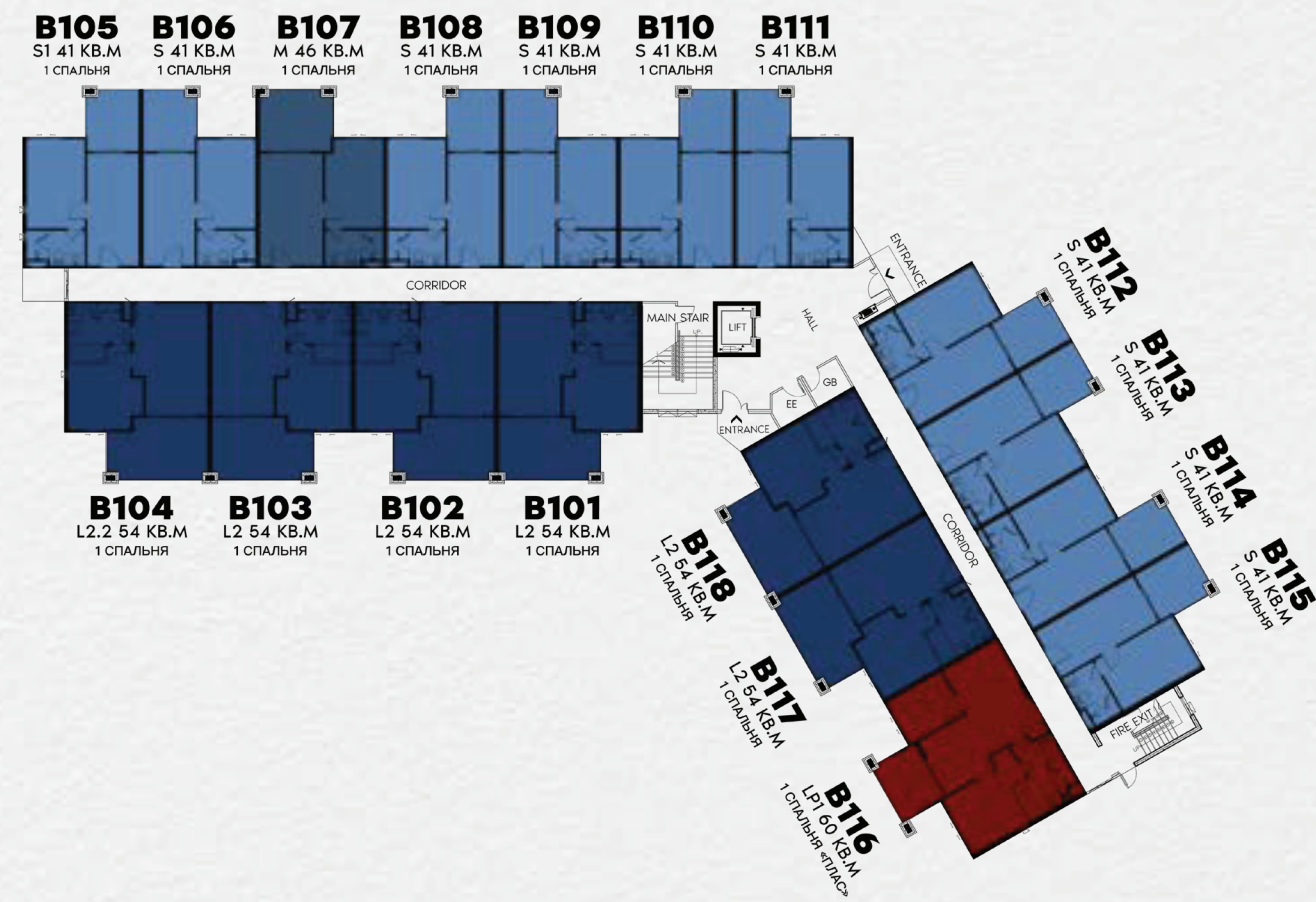 B105
S1 41 КВ.М
1 СПАЛЬНЯ
B106
S 41 КВ.М
1 СПАЛЬНЯ
B107
M 46 КВ.М
1 СПАЛЬНЯ
B108
S 41 КВ.М
1 СПАЛЬНЯ
B109
S 41 КВ.М
1 СПАЛЬНЯ
B110
S 41 КВ.М
1 СПАЛЬНЯ
B111
S 41 КВ.М
1 СПАЛЬНЯ
CORRIDOR
MAIN STAIR
UP
LIFT
HALL
ENTRANCE
ENTRANCE
EE
GB
B112
S 41 КВ.М
1 СПАЛЬНЯ
B113
S 41 КВ.М
1 СПАЛЬНЯ
B114
S 41 КВ.М
1 СПАЛЬНЯ
B115
S 41 КВ.М
1 СПАЛЬНЯ
B104
L2.2 54 КВ.М
1 СПАЛЬНЯ
B103
L2 54 КВ.М
1 СПАЛЬНЯ
B102
L2 54 КВ.М
1 СПАЛЬНЯ
B101
L2 54 КВ.М
1 СПАЛЬНЯ
CORRIDOR
B118
L2 54 КВ.М
1 СПАЛЬНЯ
B117
L2 54 КВ.М
1 СПАЛЬНЯ
B116
LP1 60 КВ.М
1 СПАЛЬНЯ «ПЛАС»
FIRE EXIT